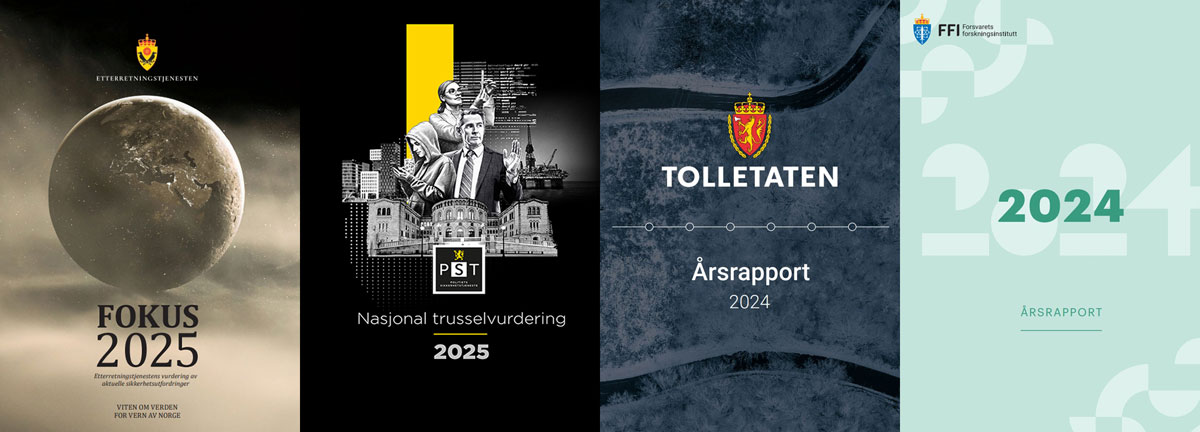 ETTERRETNINGSTJENESTEN
FOKUS
2025
Etterretningstjenestens vurdering av
aktuelle sikkerhetsutfordringer
VITEN OM VERDEN
FOR VERN AV NORGE
PST
POLITIETS
SIKKERHETSTJENESTE
Nasjonal trusselvurdering
2025
TOLLETATEN
Årsrapport
2024
FFI Forsvarets
forskningsinstitutt
2024
2024
ÅRSRAPPORT